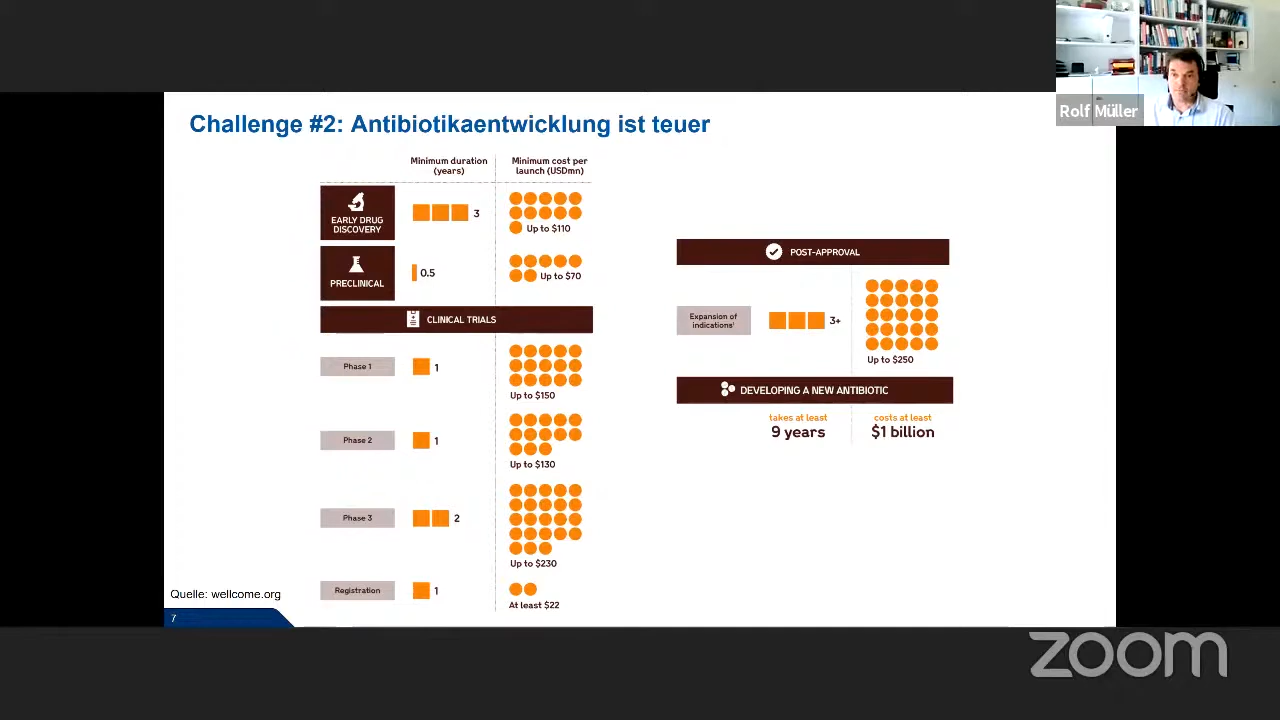 Rolf Müller
Challenge #2: Antibiotikaentwicklung ist teuer
Minimum duration
(years)
Minimum cost per
launch (USDmn)
EARLY DRUG
DISCOVERY
3
Up to $110
PRECLINICAL
0.5
Up to $70
CLINICAL TRIALS
Phase 1
1
Up to $150
Phase 2
1
Up to $130
Phase 3
2
Up to $230
Registration
1
At least $22
POST-APPROVAL
Expansion of
indications¹
3+
Up to $250
DEVELOPING A NEW ANTIBIOTIC
takes at least
9 years
costs at least
$1 billion
Quelle: wellcome.org
7
zoom